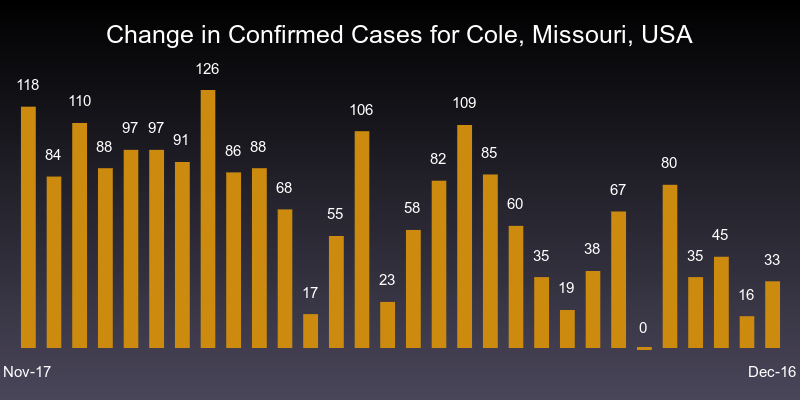 Change in Confirmed Cases for Cole, Missouri, USA
118 84 110 88 97 97 91 126 86 88 68 17 55 106 23 58 82 109 85 60 35 19 38 67 0 80 35 45 16 33
Nov-17 Dec-16